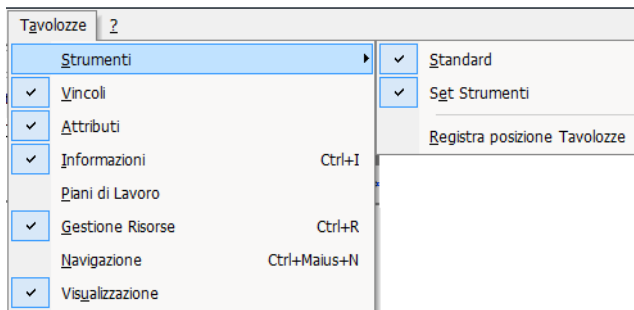 Tavolozze ?
Strumenti
Vincoli
Attributi
Informazioni Ctrl+I
Piani di Lavoro
Gestione Risorse Ctrl+R
Navigazione Ctrl+Maius+N
Visualizzazione
Standard
Set Strumenti
Registra posizione Tavolozze